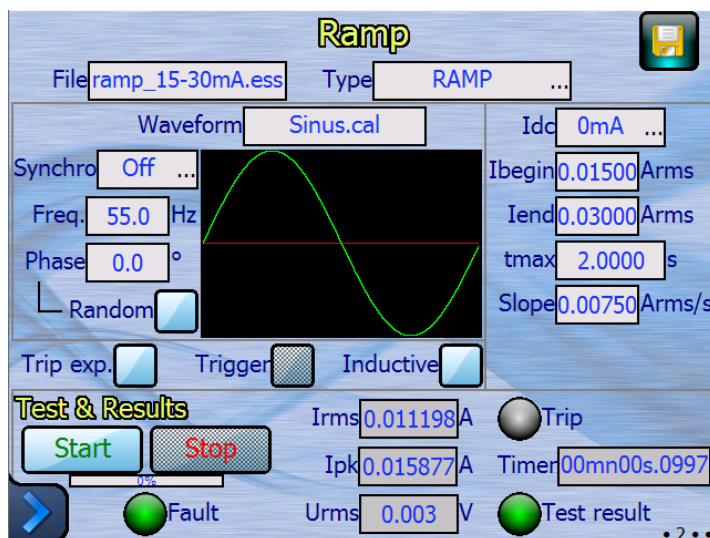 Ramp
File ramp_15-30mA.ess Type RAMP ...
Waveform Sinus.cal
Idc 0mA ...
Synchro Off ...
Ibegin 0.01500 Arms
Freq. 55.0 Hz
Iend 0.03000 Arms
Phase 0.0 °
tmax 2.0000 s
Random
Slope 0.00750 Arms/s
Trip exp. Trigger Inductive
Test & Results
Irms 0.011198 A Trip
Start Stop
Ipk 0.015877 A Timer 00mn00s.0997
0%
Fault Urms 0.003 V Test result
• 2 • •